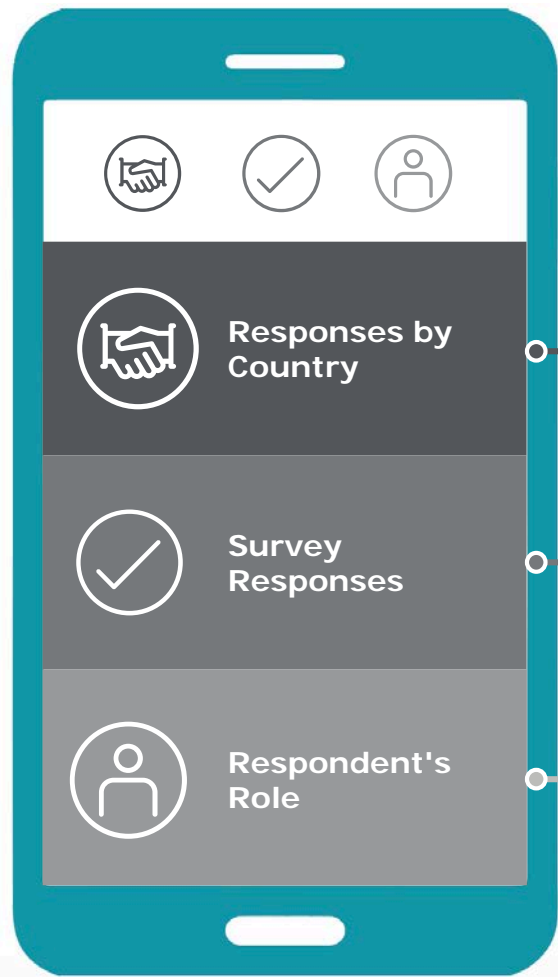 Responses by
Country
Survey
Responses
Respondent's
Role